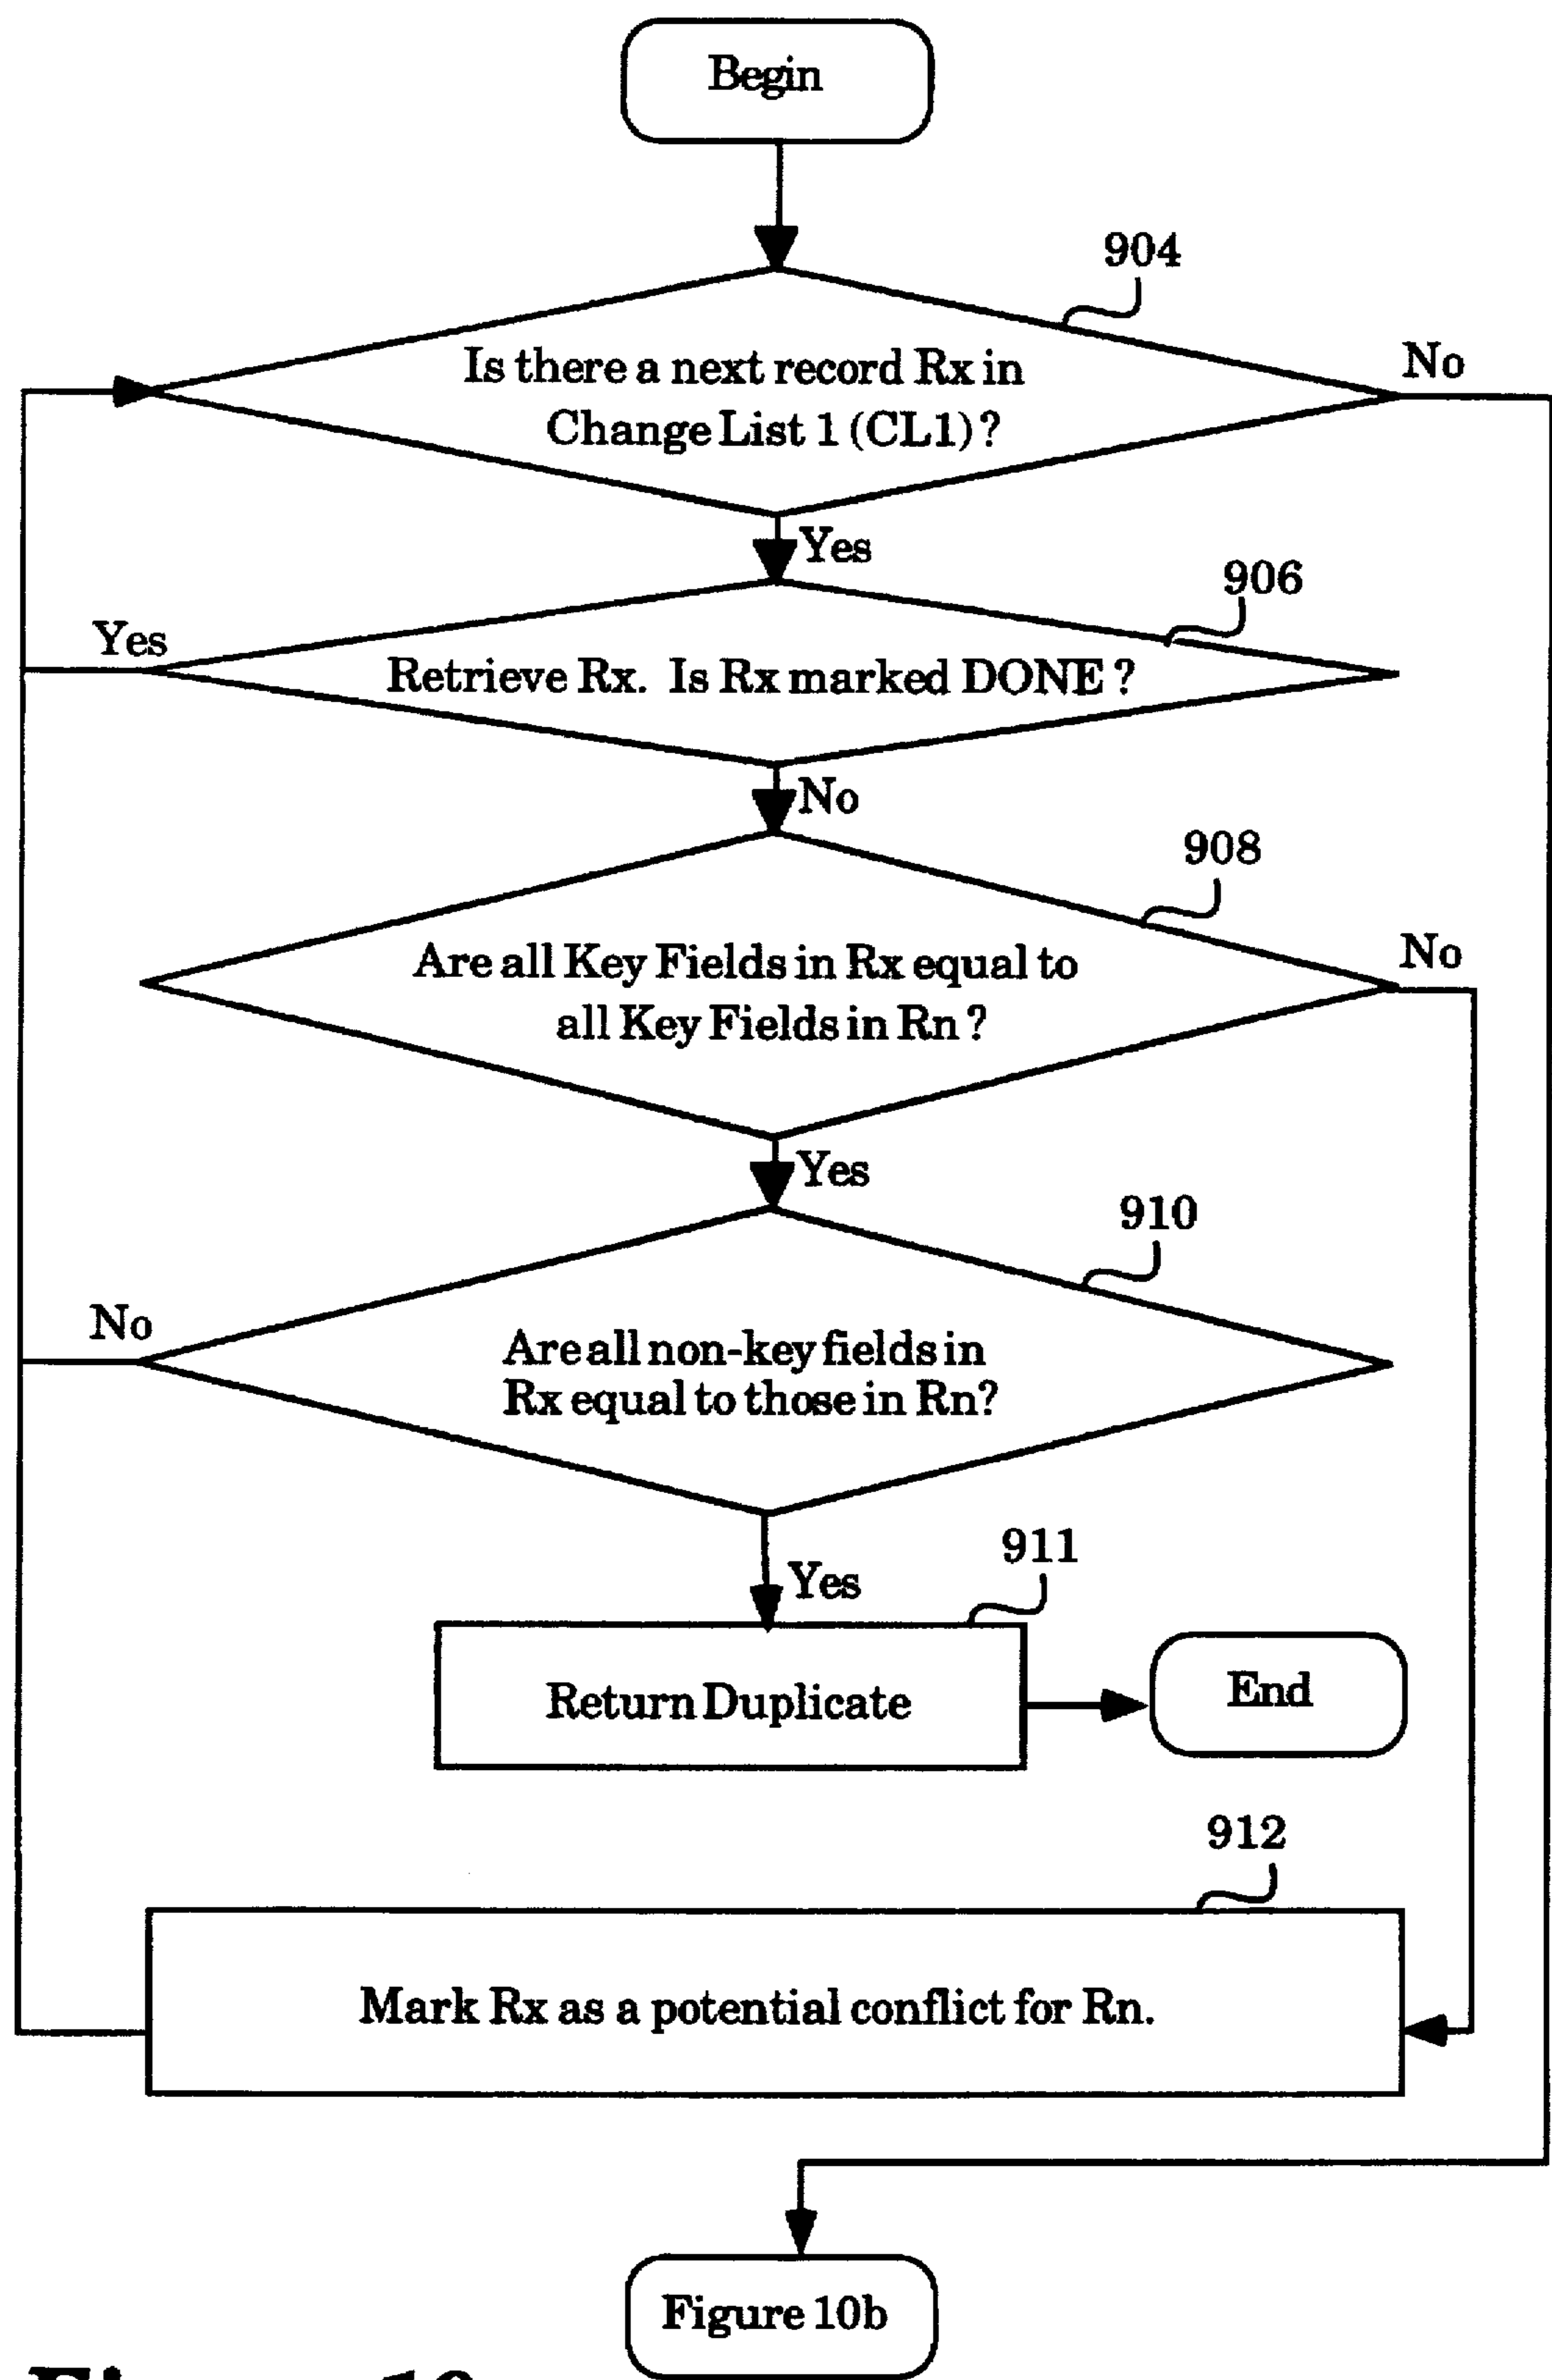 Begin
904
Is there a next record Rx in
Change List 1 (CL1)?
No
Yes
906
Yes
Retrieve Rx. Is Rx marked DONE?
No
908
Are all Key Fields in Rx equal to
all Key Fields in Rn?
No
Yes
910
No
Are all non-key fields in
Rx equal to those in Rn?
Yes
911
Return Duplicate
End
912
Mark Rx as a potential conflict for Rn.
Figure 10b